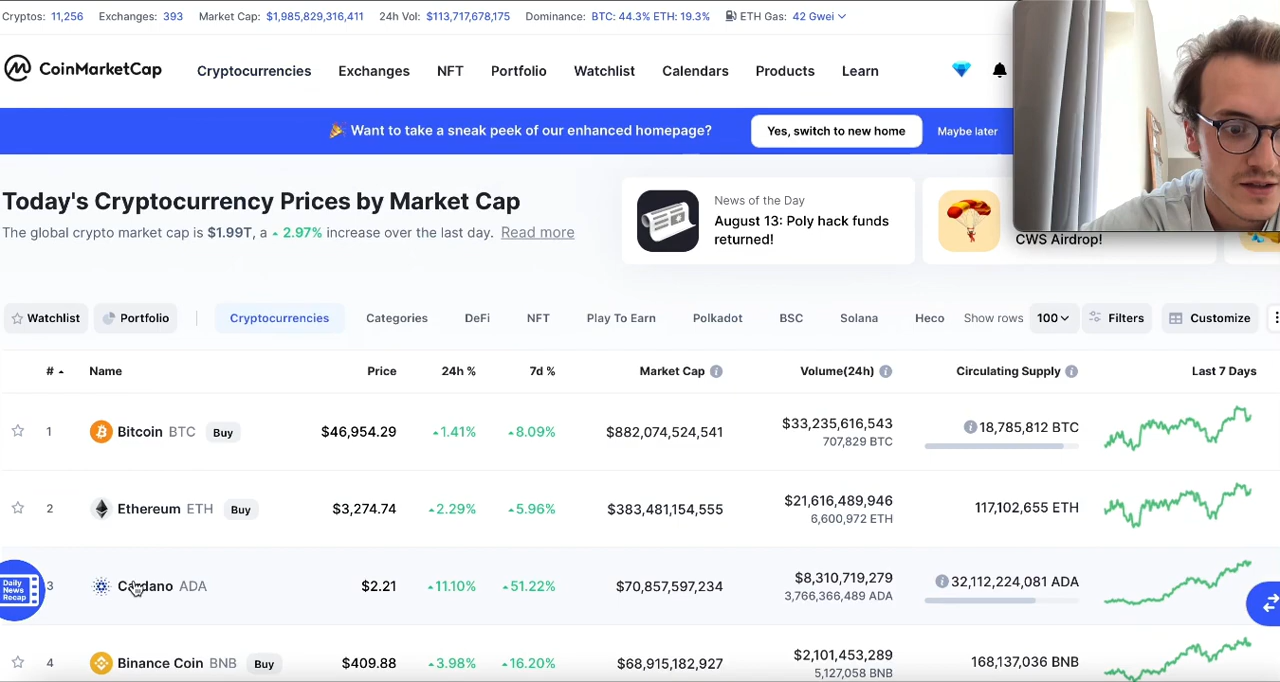 Cryptos: 11,256 Exchanges: 393 Market Cap: $1,985,829,316,411 24h Vol: $113,717,678,175 Dominance: BTC: 44.3% ETH: 19.3% ETH Gas: 42 Gwei
CoinMarketCap Cryptocurrencies Exchanges NFT Portfolio Watchlist Calendars Products Learn
Want to take a sneak peek of our enhanced homepage? Yes, switch to new home Maybe later
Today's Cryptocurrency Prices by Market Cap
The global crypto market cap is $1.99T, a 2.97% increase over the last day. Read more
News of the Day
August 13: Poly hack funds
returned!
CWS Airdrop!
Watchlist Portfolio Cryptocurrencies Categories DeFi NFT Play To Earn Polkadot BSC Solana Heco Show rows 100 Filters Customize
# Name Price 24h % 7d % Market Cap Volume(24h) Circulating Supply Last 7 Days
1 Bitcoin BTC Buy $46,954.29 1.41% 8.09% $882,074,524,541 $33,235,616,543 18,785,812 BTC
707,829 BTC
2 Ethereum ETH Buy $3,274.74 2.29% 5.96% $383,481,154,555 $21,616,489,946 117,102,655 ETH
6,600,972 ETH
Daily
News
Recap
3 Cardano ADA $2.21 11.10% 51.22% $70,857,597,234 $8,310,719,279 32,112,224,081 ADA
3,766,366,489 ADA
4 Binance Coin BNB Buy $409.88 3.98% 16.20% $68,915,182,927 $2,101,453,289 168,137,036 BNB
5,127,058 BNB